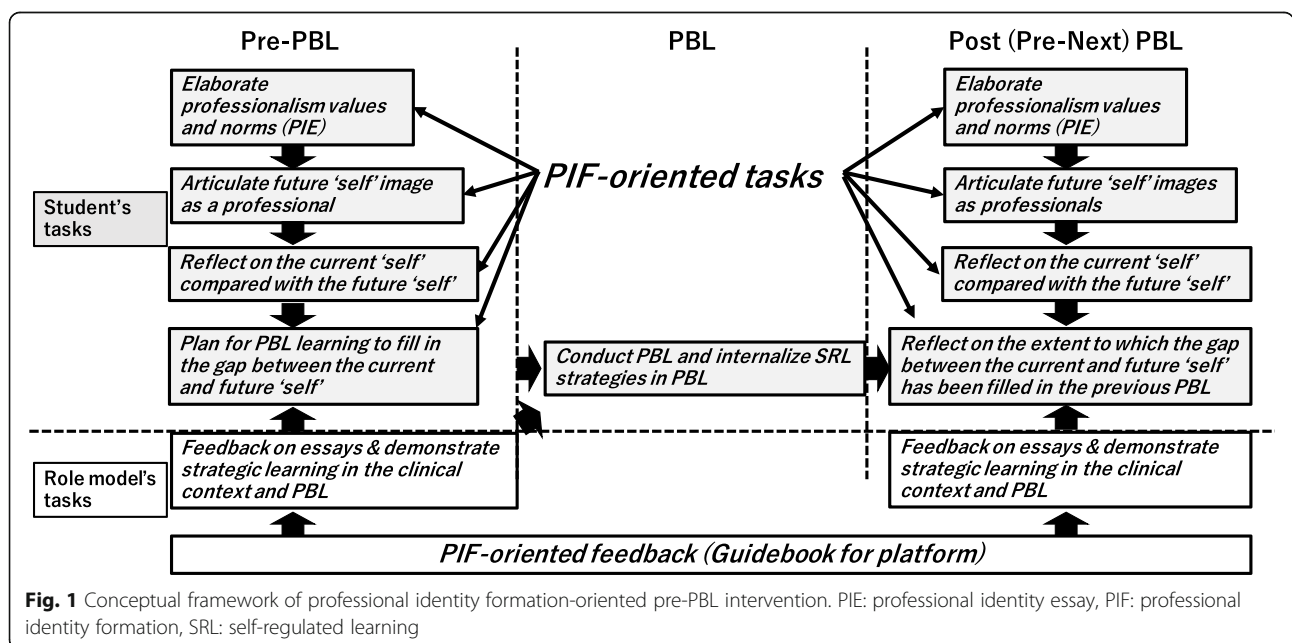 Pre-PBL
PBL
Post (Pre-Next) PBL
Elaborate
professionalism values
and norms (PIE)
Articulate future ‘self’ image
as a professional
Reflect on the current ‘self’
compared with the future ‘self’
Plan for PBL learning to fill in
the gap between the current
and future ‘self’
Student’s
tasks
PIF-oriented tasks
Conduct PBL and internalize SRL
strategies in PBL
Elaborate
professionalism values
and norms (PIE)
Articulate future ‘self’ images
as professionals
Reflect on the current ‘self’
compared with the future ‘self’
Reflect on the extent to which the gap
between the current and future ‘self’
has been filled in the previous PBL
Role model’s
tasks
Feedback on essays & demonstrate
strategic learning in the clinical
context and PBL
Feedback on essays & demonstrate
strategic learning in the clinical
context and PBL
PIF-oriented feedback (Guidebook for platform)
Fig. 1 Conceptual framework of professional identity formation-oriented pre-PBL intervention. PIE: professional identity essay, PIF: professional
identity formation, SRL: self-regulated learning